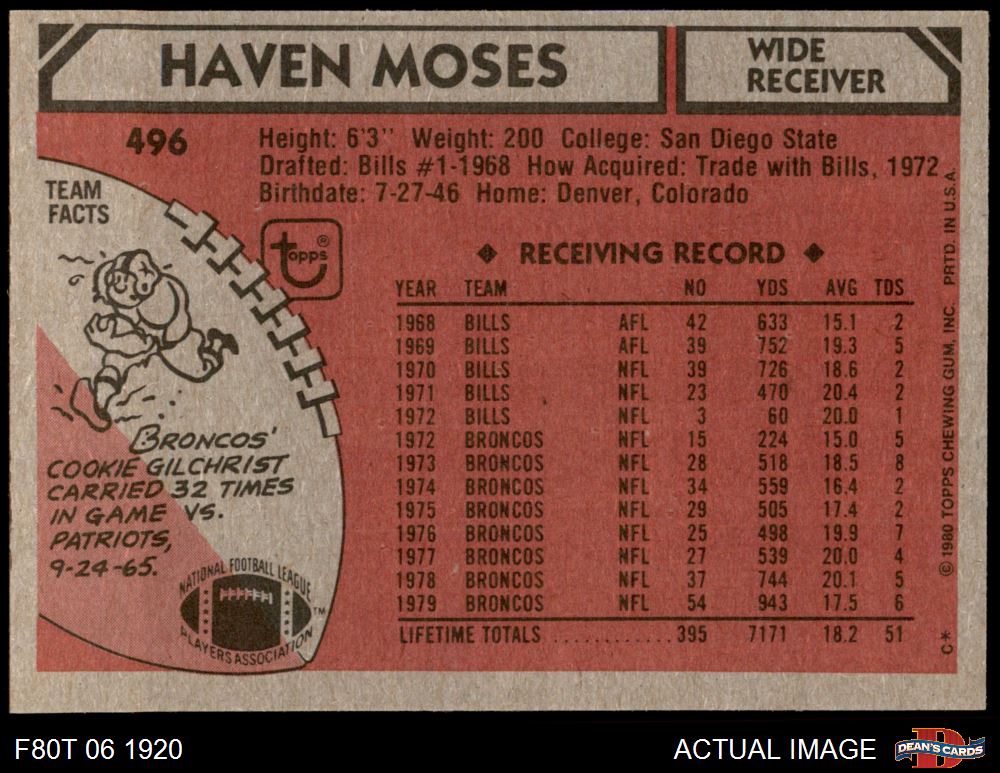 HAVEN MOSES
WIDE
RECEIVER
496
Height: 6'3" Weight: 200 College: San Diego State
Drafted: Bills #1-1968 How Acquired: Trade with Bills, 1972
Birthdate: 7-27-46 Home: Denver, Colorado
TEAM
FACTS
topps®
BRONCOS'
COOKIE GILCHRIST
CARRIED 32 TIMES
IN GAME VS.
PATRIOTS,
9-24-65.
NATIONAL FOOTBALL LEAGUE
PLAYERS ASSOCIATION
TM
◆ RECEIVING RECORD ◆
YEAR TEAM NO YDS AVG TDS
1968 BILLS AFL 42 633 15.1 2
1969 BILLS AFL 39 752 19.3 5
1970 BILLS NFL 39 726 18.6 2
1971 BILLS NFL 23 470 20.4 2
1972 BILLS NFL 3 60 20.0 1
1972 BRONCOS NFL 15 224 15.0 5
1973 BRONCOS NFL 28 518 18.5 8
1974 BRONCOS NFL 34 559 16.4 2
1975 BRONCOS NFL 29 505 17.4 2
1976 BRONCOS NFL 25 498 19.9 7
1977 BRONCOS NFL 27 539 20.0 4
1978 BRONCOS NFL 37 744 20.1 5
1979 BRONCOS NFL 54 943 17.5 6
LIFETIME TOTALS ............ 395 7171 18.2 51
C* © 1980 TOPPS CHEWING GUM, INC. PRTD. IN U.S.A.
F80T 06 1920
ACTUAL IMAGE
DEAN'S CARDS